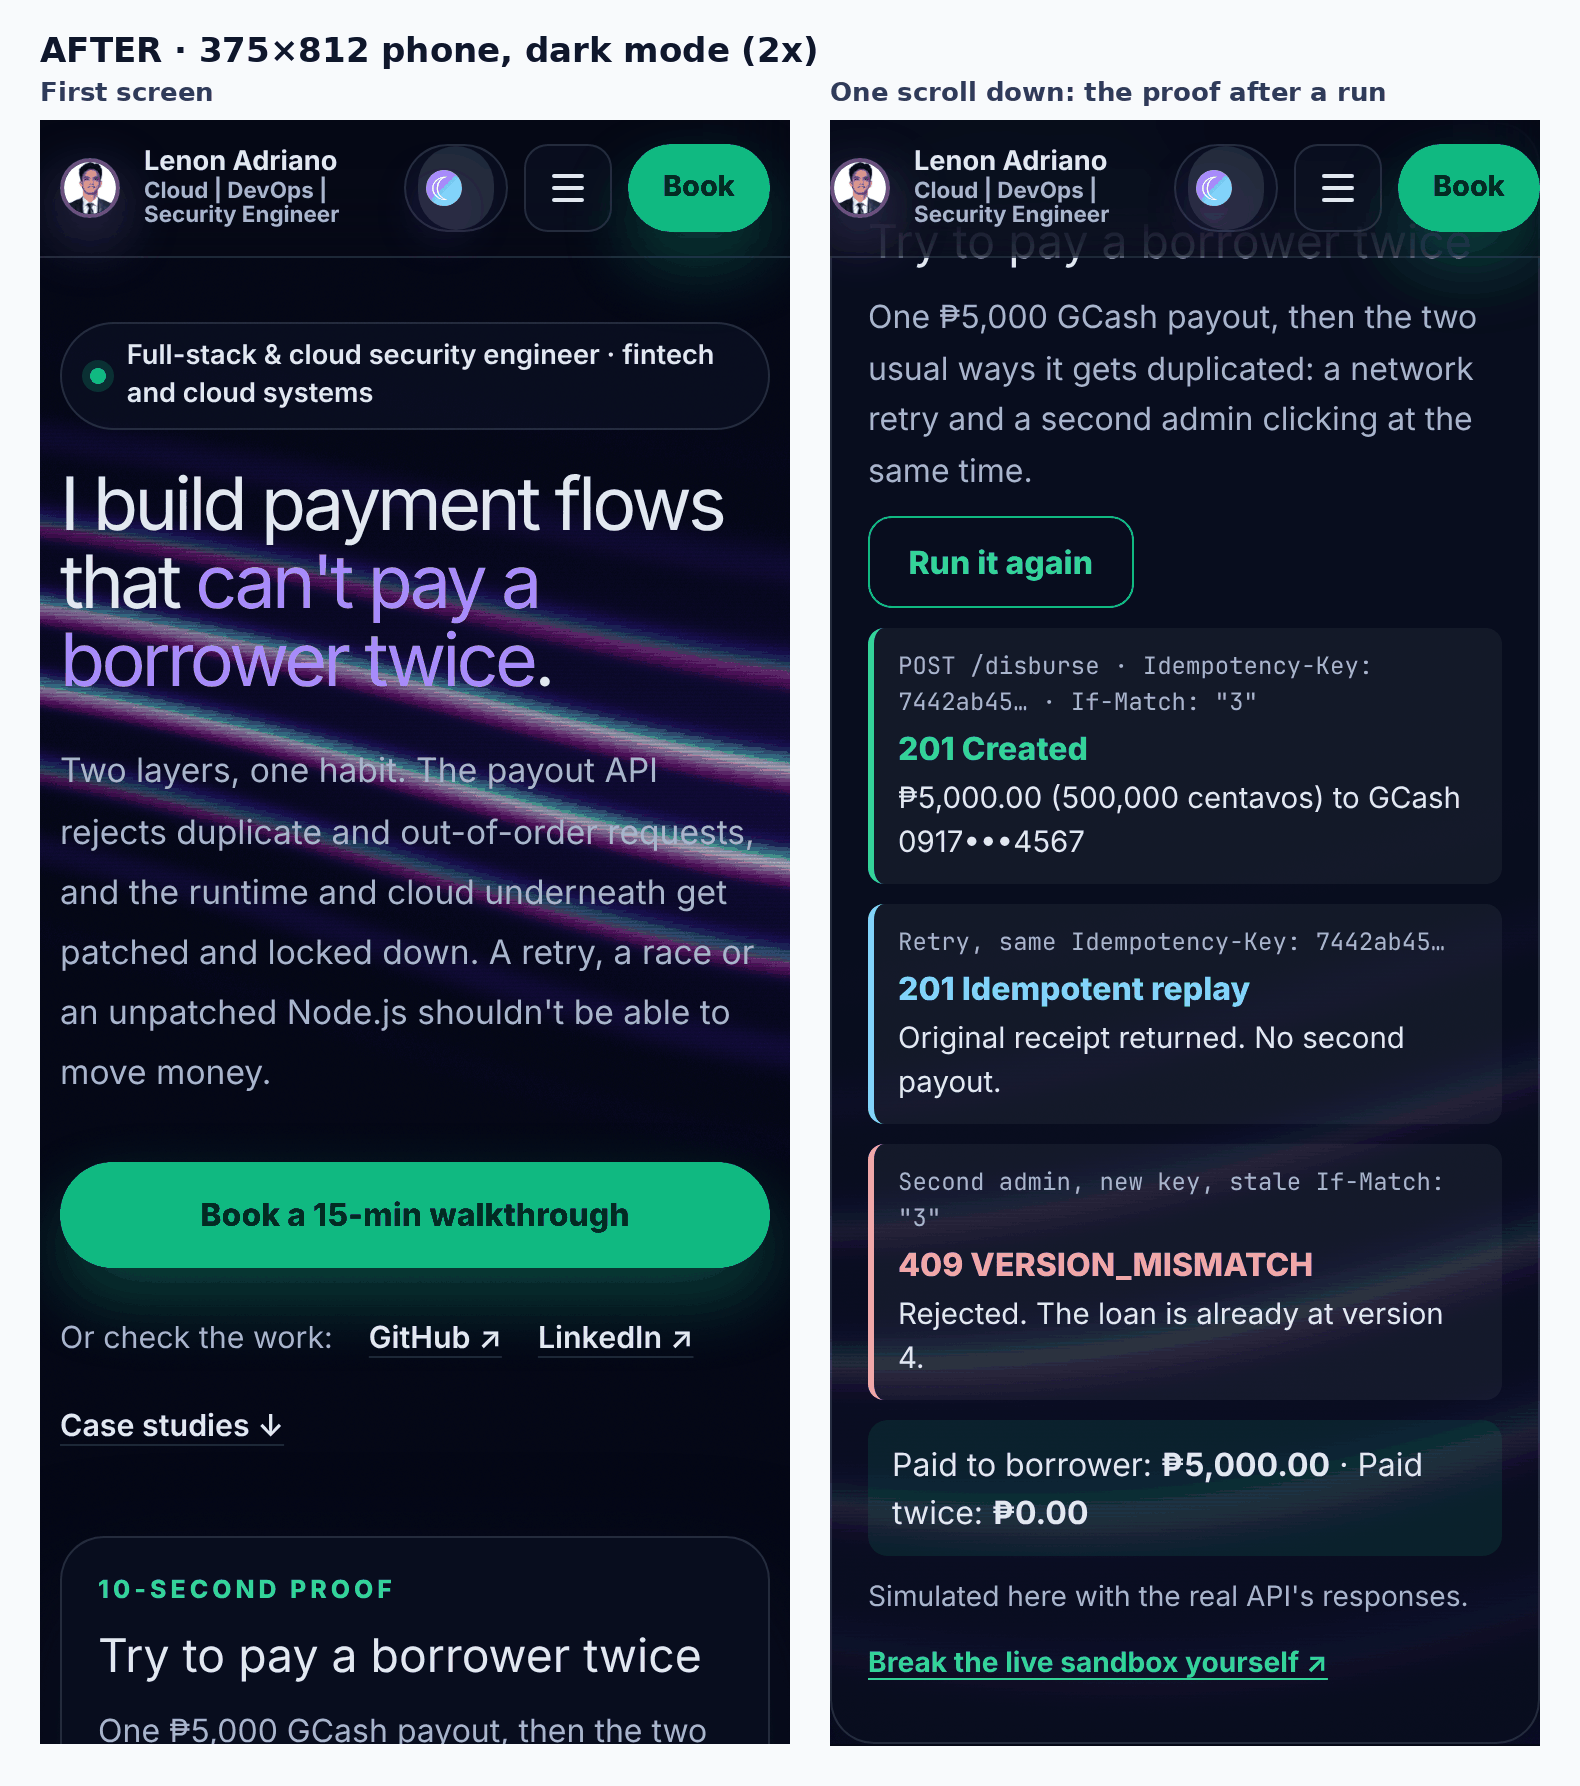 AFTER · 375×812 phone, dark mode (2x)
First screen
Lenon Adriano
Cloud | DevOps |
Security Engineer
Book
Full-stack & cloud security engineer · fintech
and cloud systems
I build payment flows
that can't pay a
borrower twice.
Two layers, one habit. The payout API
rejects duplicate and out-of-order requests,
and the runtime and cloud underneath get
patched and locked down. A retry, a race or
an unpatched Node.js shouldn't be able to
move money.
Book a 15-min walkthrough
Or check the work: GitHub ↗ LinkedIn ↗
Case studies ↓
10-SECOND PROOF
Try to pay a borrower twice
One ₱5,000 GCash payout, then the two
One scroll down: the proof after a run
Lenon Adriano
Cloud | DevOps |
Security Engineer
Book
Try to pay a borrower twice
One ₱5,000 GCash payout, then the two
usual ways it gets duplicated: a network
retry and a second admin clicking at the
same time.
Run it again
POST /disburse · Idempotency-Key:
7442ab45… · If-Match: "3"
201 Created
₱5,000.00 (500,000 centavos) to GCash
0917•••4567
Retry, same Idempotency-Key: 7442ab45…
201 Idempotent replay
Original receipt returned. No second
payout.
Second admin, new key, stale If-Match:
"3"
409 VERSION_MISMATCH
Rejected. The loan is already at version
4.
Paid to borrower: ₱5,000.00 · Paid
twice: ₱0.00
Simulated here with the real API's responses.
Break the live sandbox yourself ↗